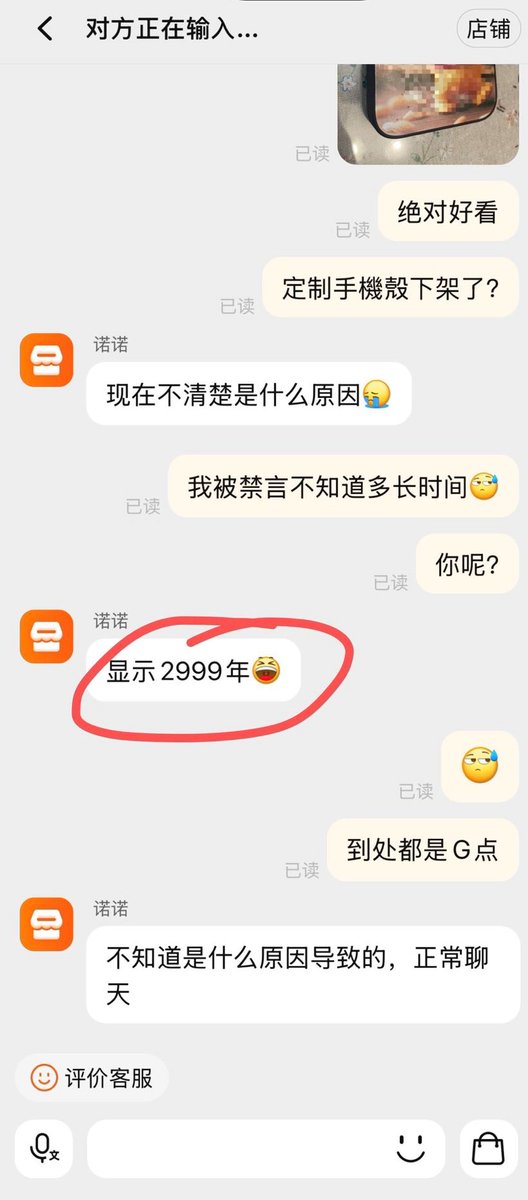 对方正在输入...
店铺
已读
绝对好看
已读
定制手機殼下架了?
已读
诺诺
现在不清楚是什么原因
我被禁言不知道多长时间
已读
你呢?
已读
诺诺
显示2999年
已读
到处都是G点
已读
诺诺
不知道是什么原因导致的，正常聊
天
评价客服
文